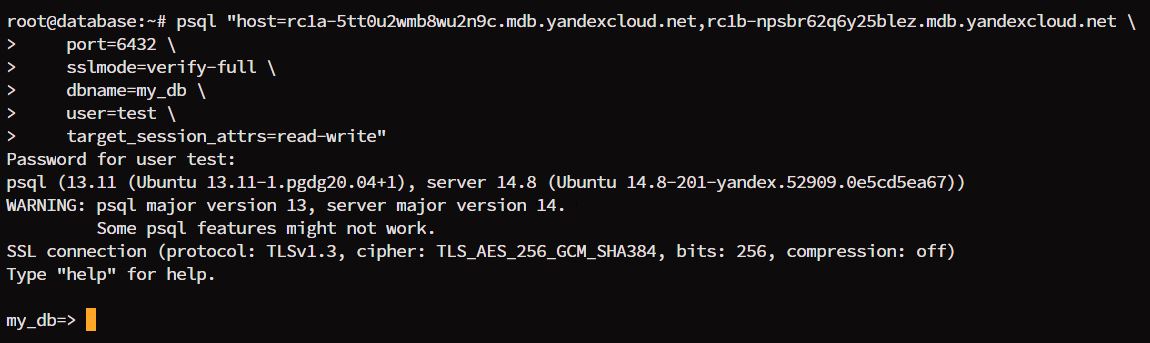 root@database:~# psql "host=rc1a-5tt0u2wmb8wu2n9c.mdb.yandexcloud.net,rc1b-npsbr62q6y25blez.mdb.yandexcloud.net \
>     port=6432 \
>     sslmode=verify-full \
>     dbname=my_db \
>     user=test \
>     target_session_attrs=read-write"
Password for user test:
psql (13.11 (Ubuntu 13.11-1.pgdg20.04+1), server 14.8 (Ubuntu 14.8-201-yandex.52909.0e5cd5ea67))
WARNING: psql major version 13, server major version 14.
         Some psql features might not work.
SSL connection (protocol: TLSv1.3, cipher: TLS_AES_256_GCM_SHA384, bits: 256, compression: off)
Type "help" for help.
my_db=>